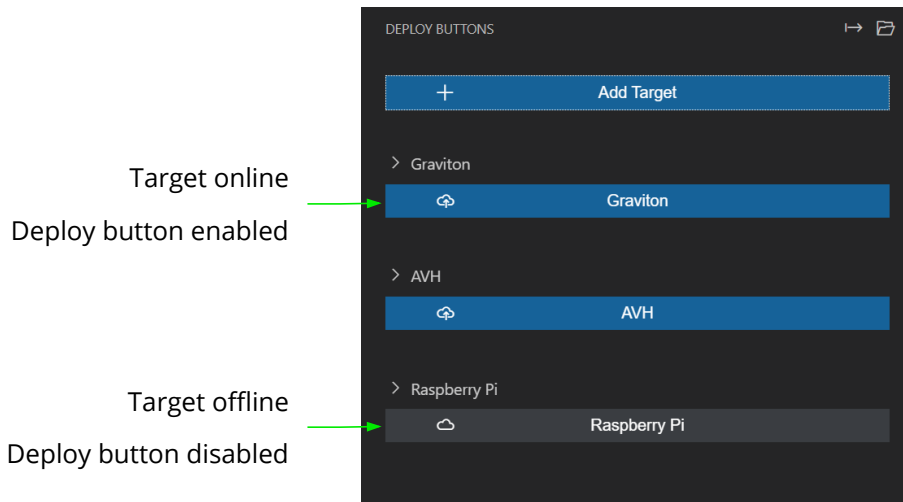 DEPLOY BUTTONS
Add Target
Graviton
Target online
Graviton
Deploy button enabled
AVH
AVH
Raspberry Pi
Target offline
Raspberry Pi
Deploy button disabled